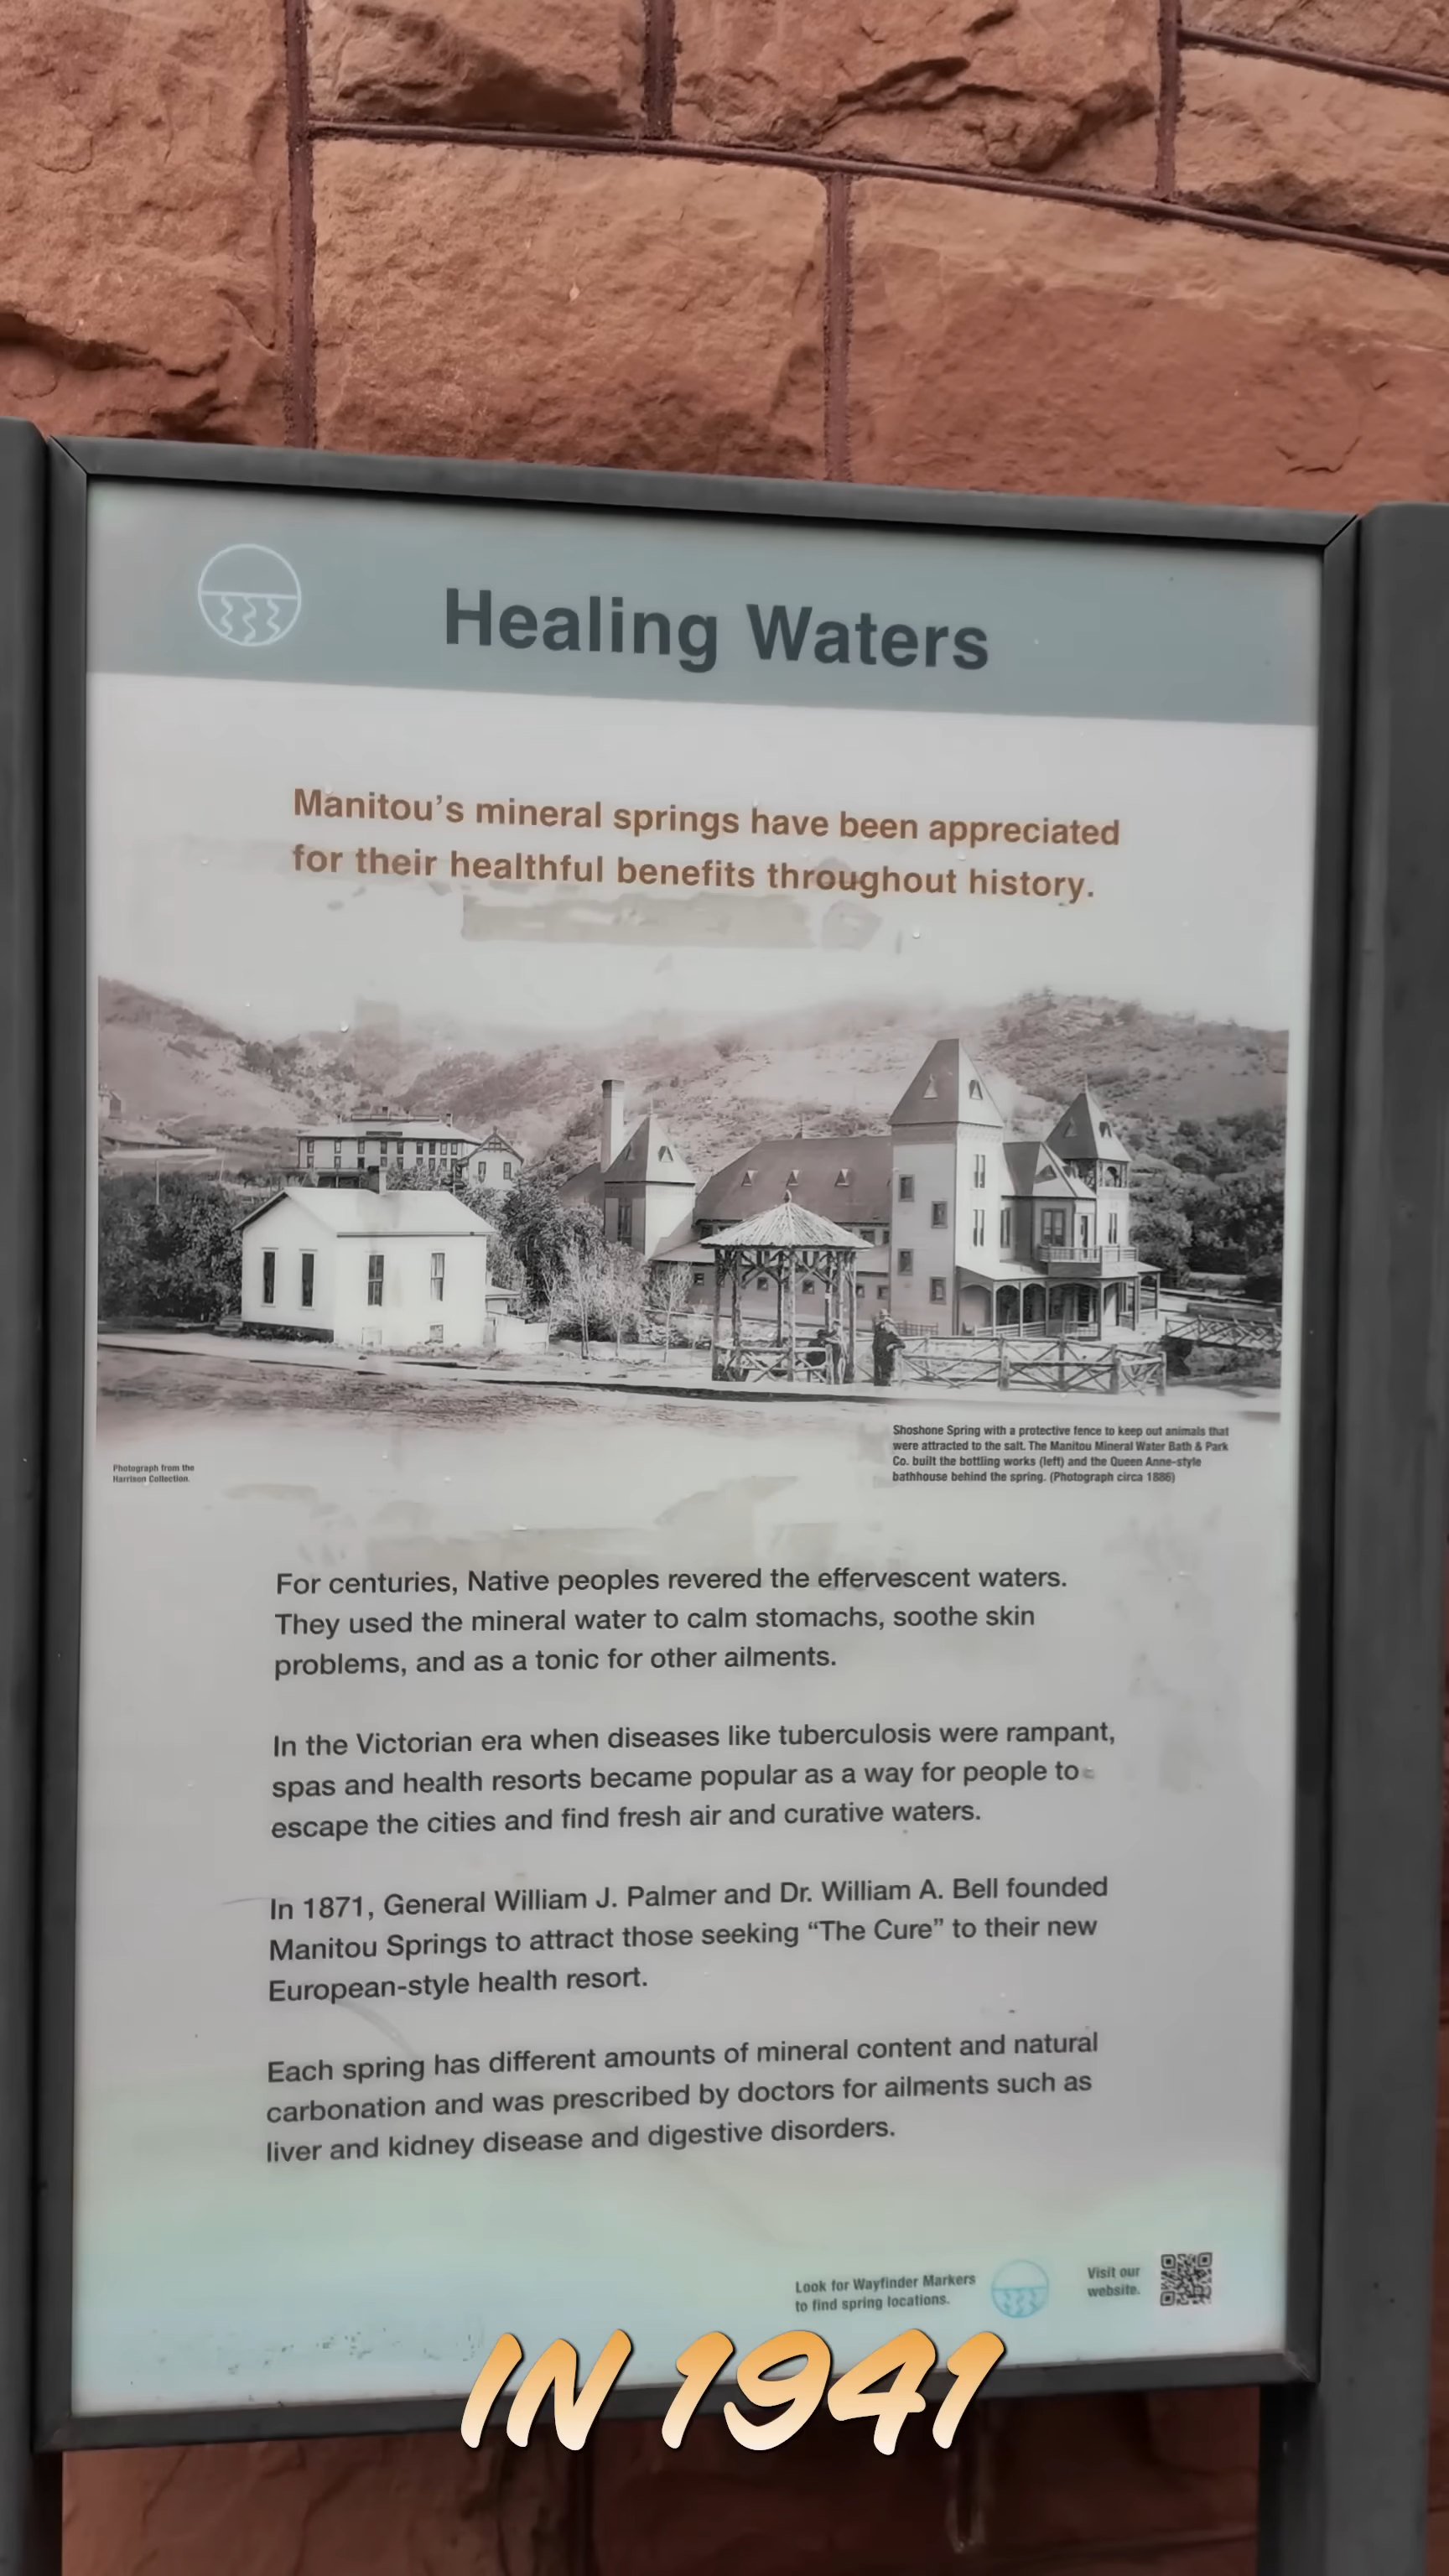 Healing Waters
Manitou’s mineral springs have been appreciated
for their healthful benefits throughout history.
Photograph from the
Harrison Collection.
Shoshone Spring with a protective fence to keep out animals that
were attracted to the salt. The Manitou Mineral Water Bath & Park
Co. built the bottling works (left) and the Queen Anne-style
bathhouse behind the spring. (Photograph circa 1886)
For centuries, Native peoples revered the effervescent waters.
They used the mineral water to calm stomachs, soothe skin
problems, and as a tonic for other ailments.
In the Victorian era when diseases like tuberculosis were rampant,
spas and health resorts became popular as a way for people to
escape the cities and find fresh air and curative waters.
In 1871, General William J. Palmer and Dr. William A. Bell founded
Manitou Springs to attract those seeking “The Cure” to their new
European-style health resort.
Each spring has different amounts of mineral content and natural
carbonation and was prescribed by doctors for ailments such as
liver and kidney disease and digestive disorders.
Look for Wayfinder Markers
to find spring locations.
Visit our
website.
IN 1941